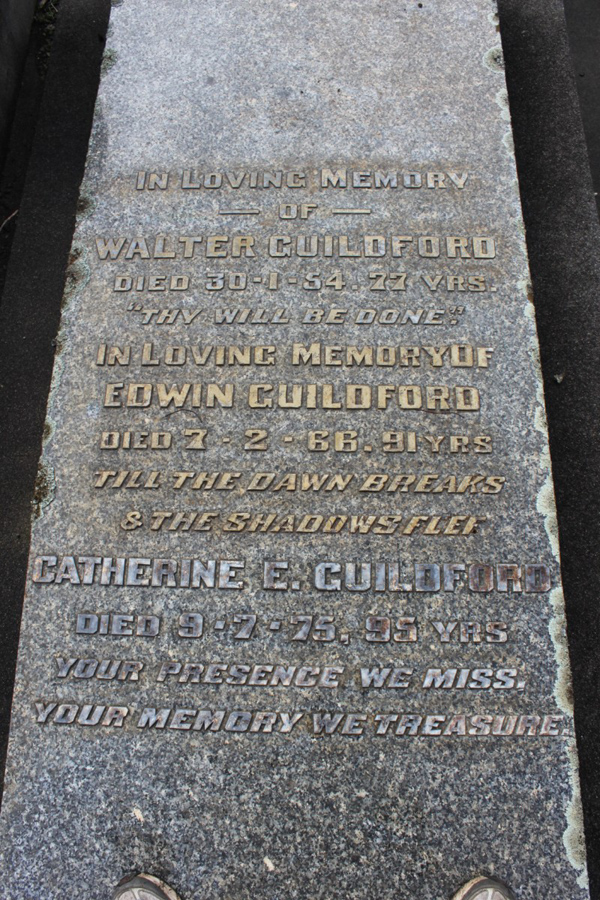 IN LOVING MEMORY
— OF —
WALTER GUILDFORD
DIED 30·1·54. 77 YRS.
"THY WILL BE DONE".
IN LOVING MEMORY OF
EDWIN GUILDFORD
DIED 7·2·66. 91 YRS
TILL THE DAWN BREAKS
& THE SHADOWS FLEE
CATHERINE E. GUILDFORD
DIED 9·7·75, 95 YRS
YOUR PRESENCE WE MISS.
YOUR MEMORY WE TREASURE.